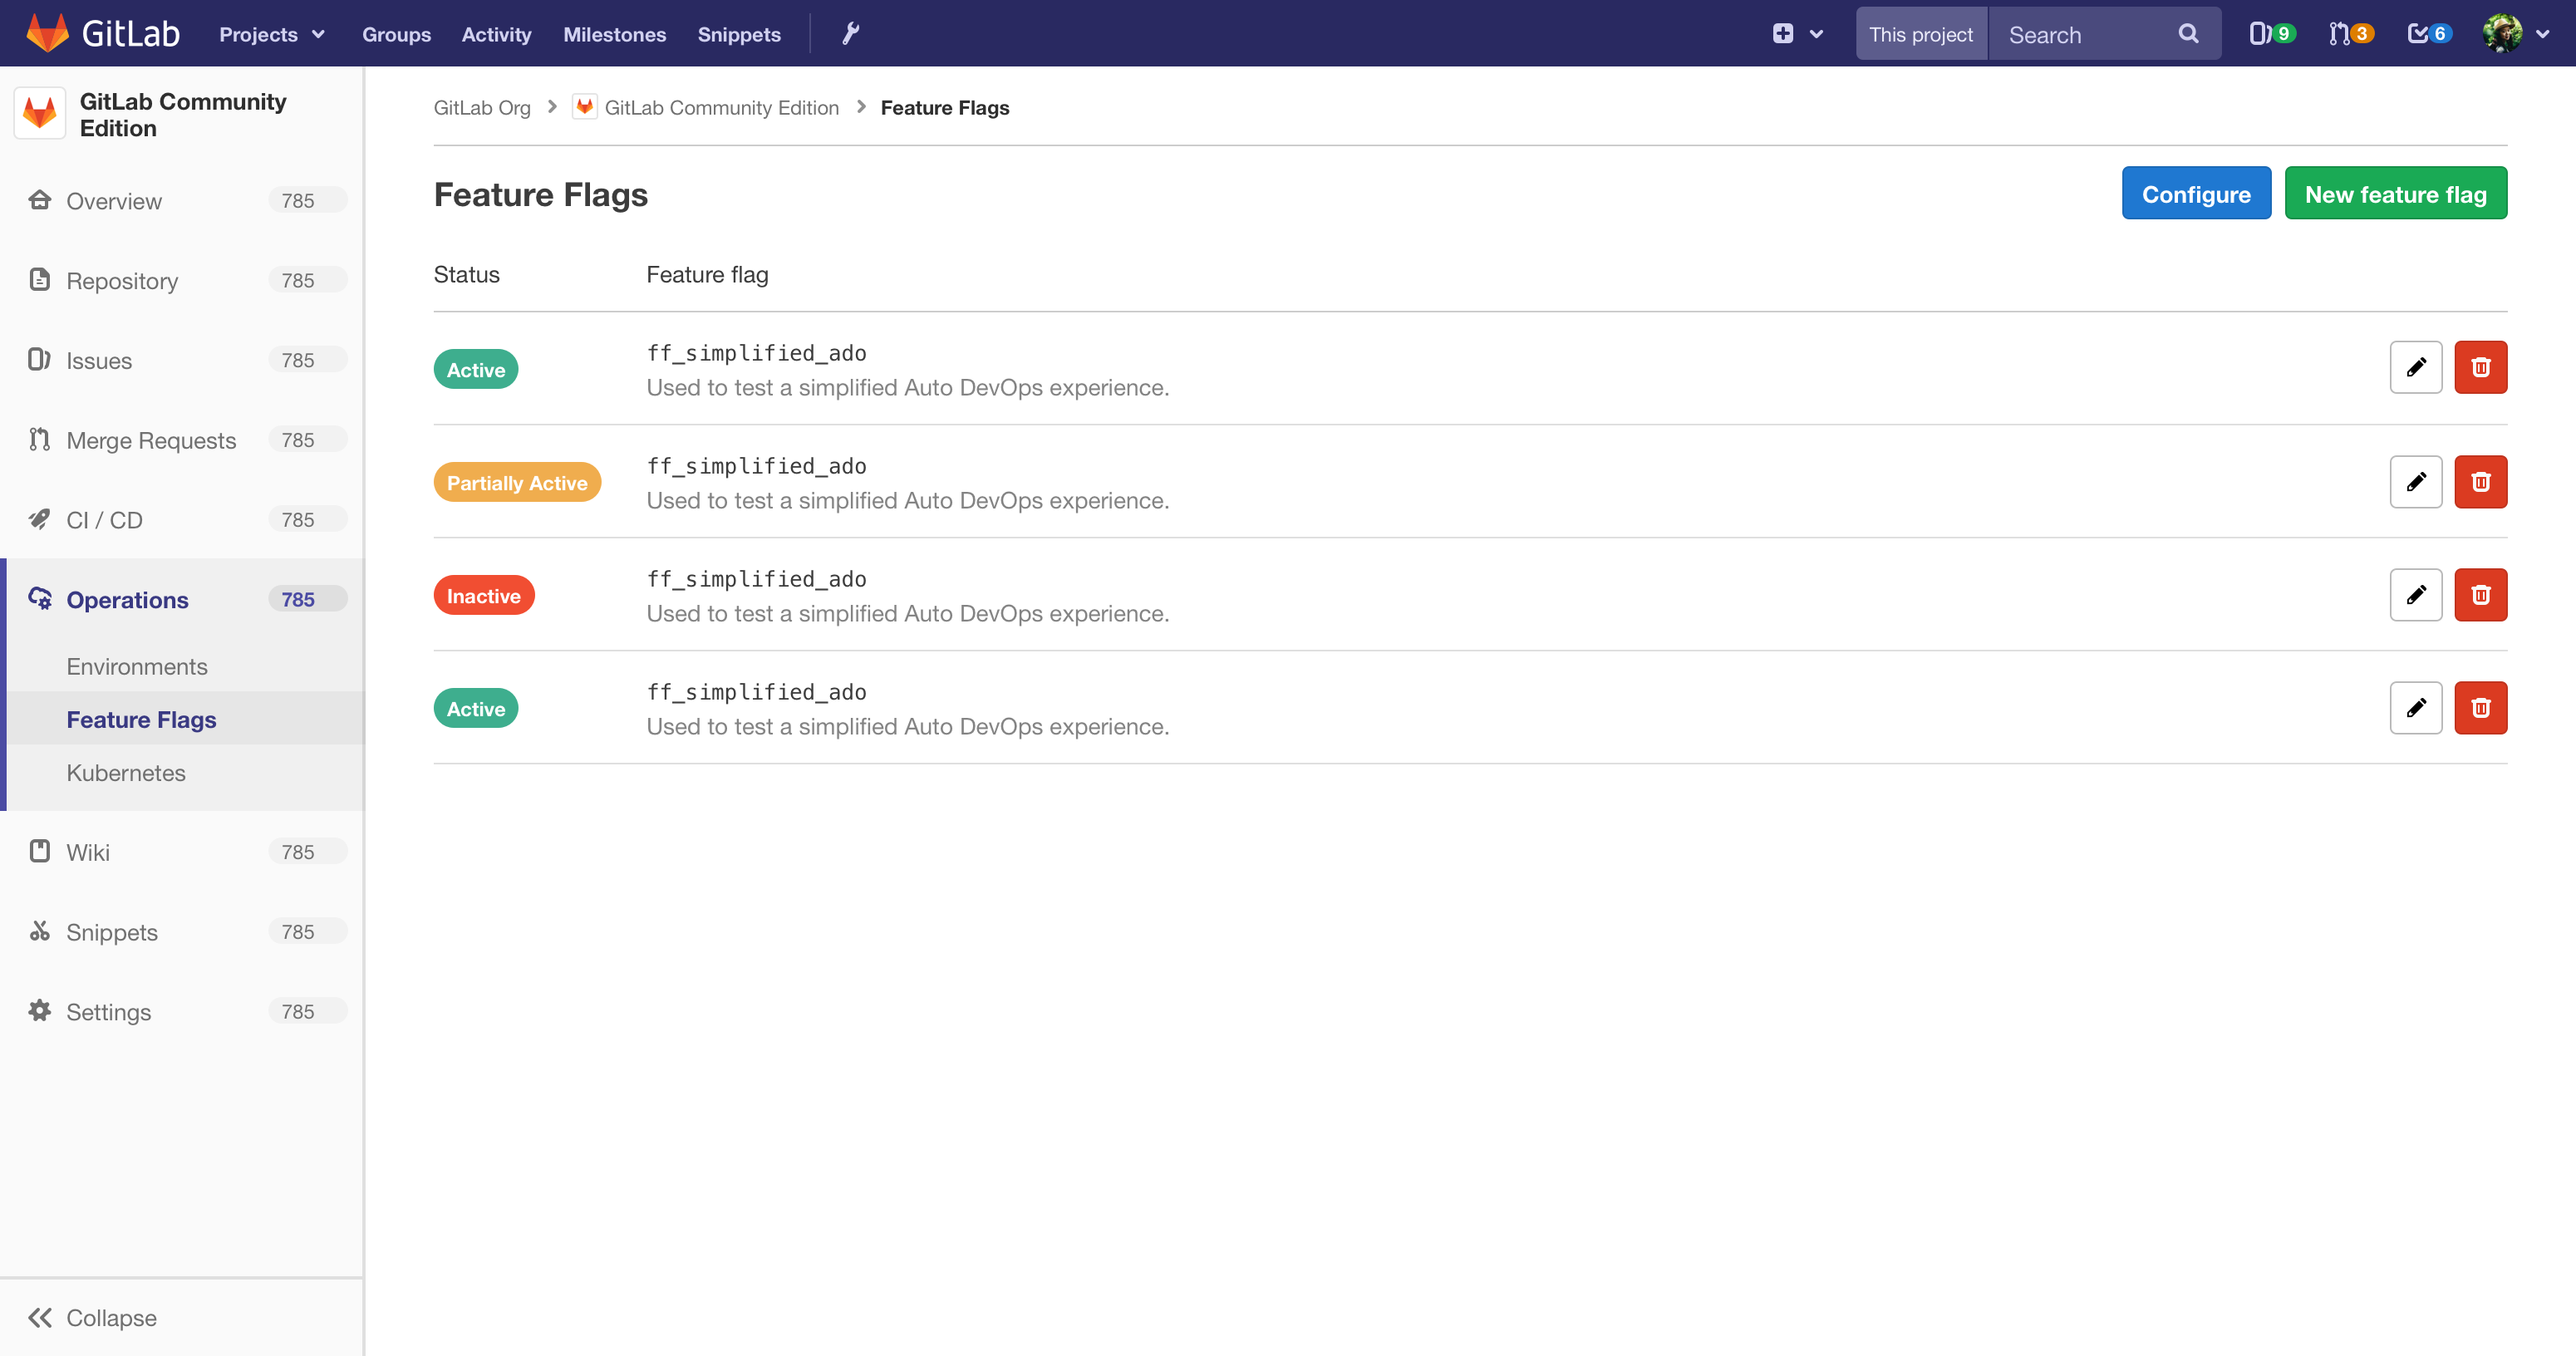 GitLab Projects Groups Activity Milestones Snippets This project Search 9 3 6
GitLab Community
Edition
Overview 785
Repository 785
Issues 785
Merge Requests 785
CI / CD 785
Operations 785
Environments
Feature Flags
Kubernetes
Wiki 785
Snippets 785
Settings 785
Collapse
GitLab Org GitLab Community Edition Feature Flags
Feature Flags Configure New feature flag
Status Feature flag
Active ff_simplified_ado
Used to test a simplified Auto DevOps experience.
Partially Active ff_simplified_ado
Used to test a simplified Auto DevOps experience.
Inactive ff_simplified_ado
Used to test a simplified Auto DevOps experience.
Active ff_simplified_ado
Used to test a simplified Auto DevOps experience.